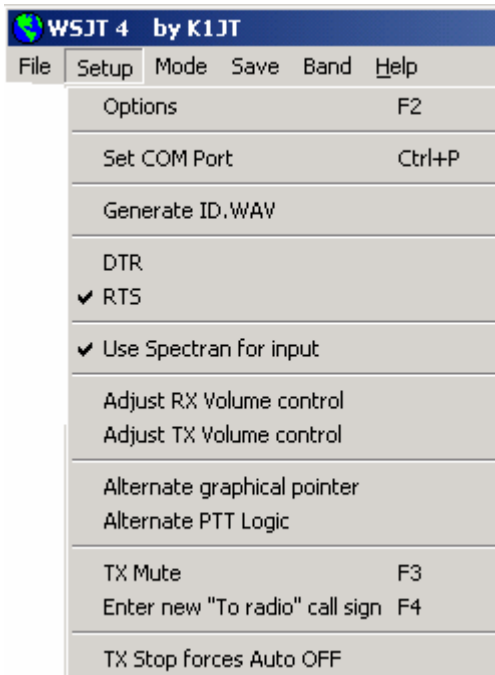 WSJT 4 by K1JT
File Setup Mode Save Band Help
Options F2
Set COM Port Ctrl+P
Generate ID.WAV
DTR
RTS
Use Spectran for input
Adjust RX Volume control
Adjust TX Volume control
Alternate graphical pointer
Alternate PTT Logic
TX Mute F3
Enter new "To radio" call sign F4
TX Stop forces Auto OFF